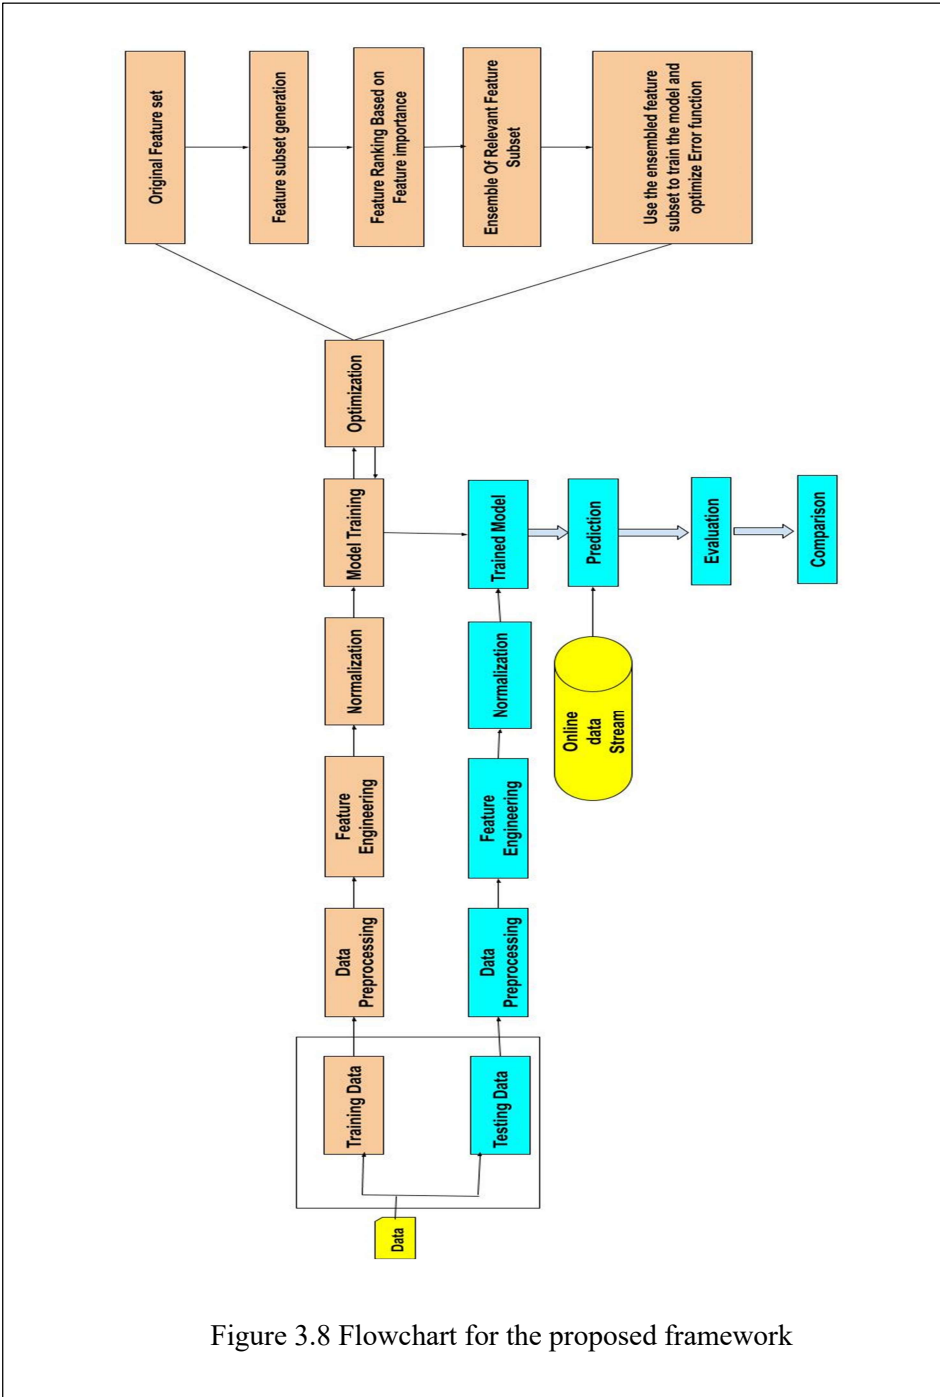 Original Feature set
Feature subset generation
Feature Ranking Based on
Feature importance
Ensemble Of Relevant Feature
Subset
Use the ensembled feature
subset to train the model and
optimize Error function
Optimization
Model Training
Normalization
Feature
Engineering
Data
Preprocessing
Training Data
Data
Testing Data
Data
Preprocessing
Feature
Engineering
Normalization
Trained Model
Prediction
Evaluation
Comparison
Online
data
Stream
Figure 3.8 Flowchart for the proposed framework